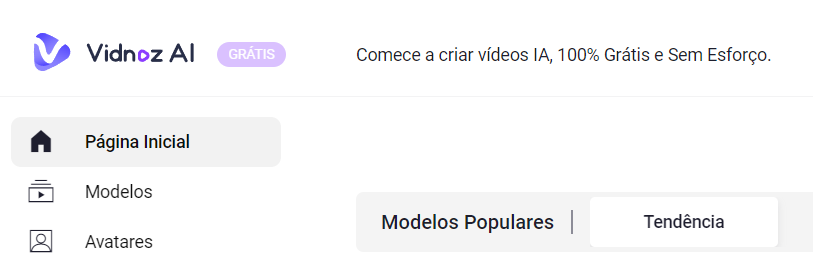 Vidnoz AI GRÁTIS
Comece a criar vídeos IA, 100% Grátis e Sem Esforço.
Página Inicial
Modelos
Avatares
Modelos Populares
Tendência